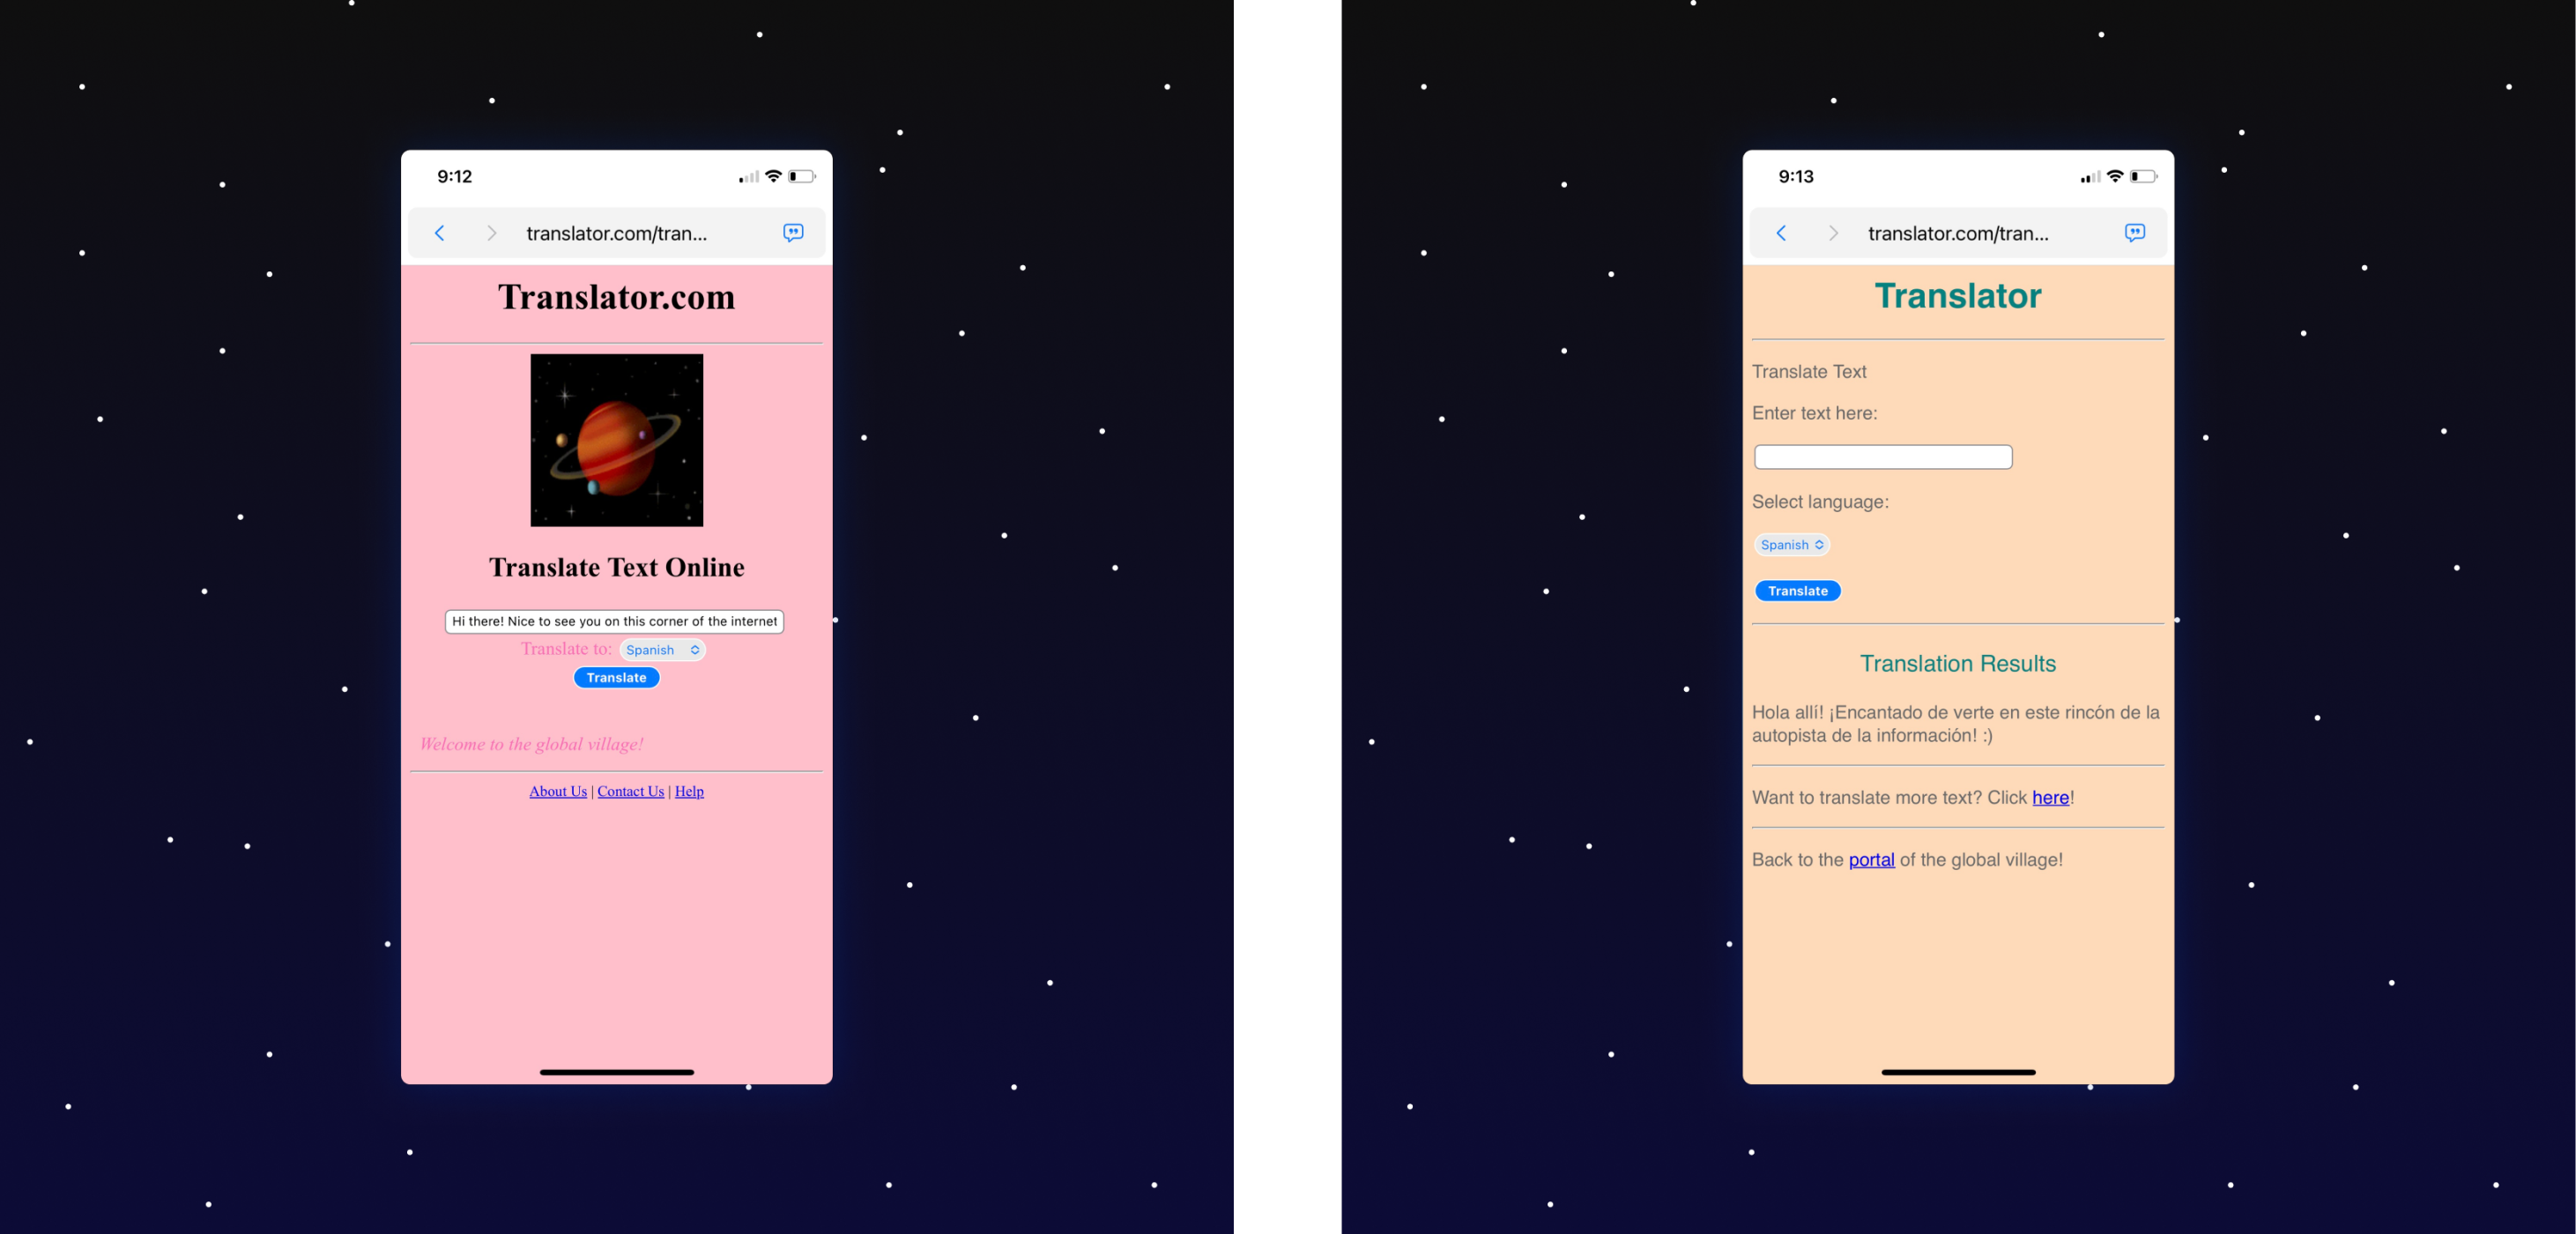 9:12
translator.com/tran...
Translator.com
Translate Text Online
Hi there! Nice to see you on this corner of the internet
Translate to: Spanish
Translate
Welcome to the global village!
About Us | Contact Us | Help
9:13
translator.com/tran...
Translator
Translate Text
Enter text here:
Select language:
Spanish
Translate
Translation Results
Hola allí! ¡Encantado de verte en este rincón de la
autopista de la información! :)
Want to translate more text? Click here!
Back to the portal of the global village!